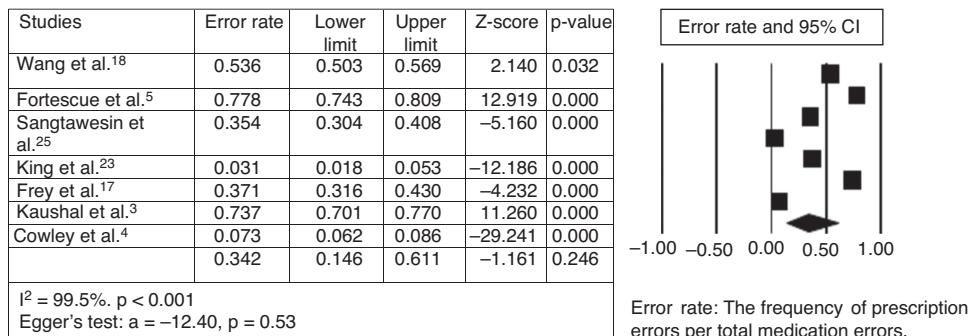 Studies Error rate Lower limit Upper limit Z-score p-value
Wang et al.18 0.536 0.503 0.569 2.140 0.032
Fortescue et al.5 0.778 0.743 0.809 12.919 0.000
Sangtawesin et al.25 0.354 0.304 0.408 –5.160 0.000
King et al.23 0.031 0.018 0.053 –12.186 0.000
Frey et al.17 0.371 0.316 0.430 –4.232 0.000
Kaushal et al.3 0.737 0.701 0.770 11.260 0.000
Cowley et al.4 0.073 0.062 0.086 –29.241 0.000
0.342 0.146 0.611 –1.161 0.246
I2 = 99.5%. p < 0.001
Egger's test: a = –12.40, p = 0.53
Error rate and 95% CI
–1.00 –0.50 0.00 0.50 1.00
Error rate: The frequency of prescription
errors per total medication errors.